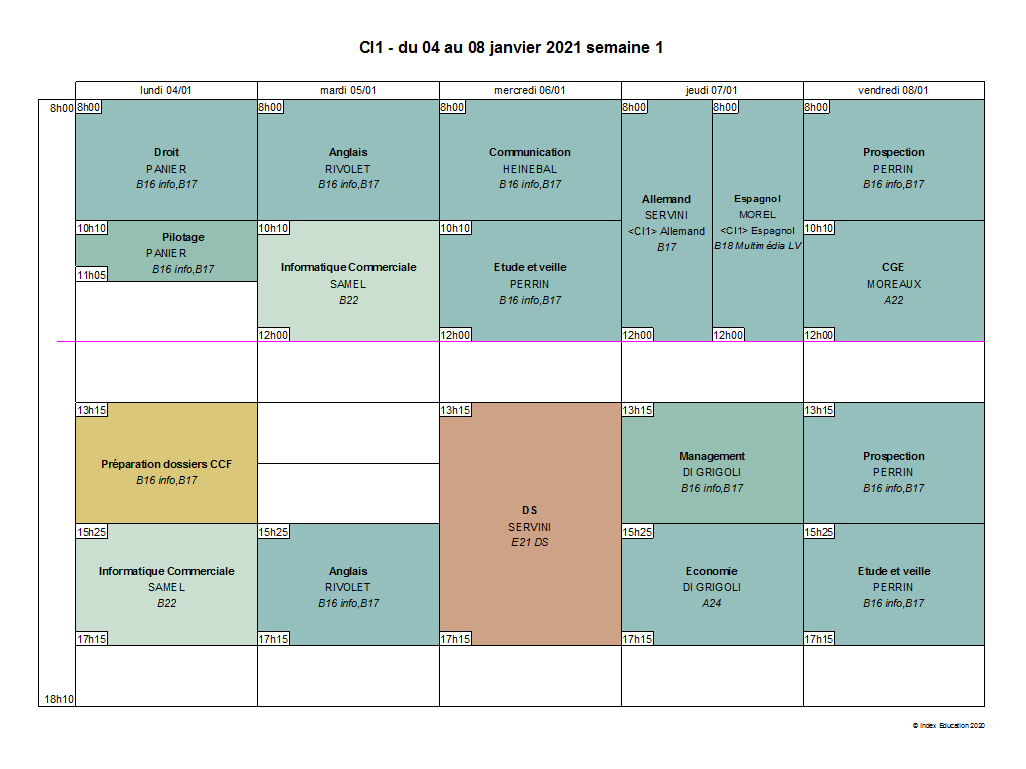 CI1 - du 04 au 08 janvier 2021 semaine 1
lundi 04/01 mardi 05/01 mercredi 06/01 jeudi 07/01 vendredi 08/01
8h00 8h00 8h00 8h00 8h00 8h00 8h00
Droit
PANIER
B16 info,B17
Anglais
RIVOLET
B16 info,B17
Communication
HEINEBAL
B16 info,B17
Allemand
SERVINI
<CI1> Allemand
B17
Espagnol
MOREL
<CI1> Espagnol
B18 Multimédia LV
Prospection
PERRIN
B16 info,B17
10h10 10h10 10h10 10h10
Pilotage
PANIER
B16 info,B17
11h05
Informatique Commerciale
SAMEL
B22
Etude et veille
PERRIN
B16 info,B17
CGE
MOREAUX
A22
12h00 12h00 12h00 12h00 12h00
13h15 13h15 13h15 13h15
Préparation dossiers CCF
B16 info,B17
DS
SERVINI
E21 DS
Management
DI GRIGOLI
B16 info,B17
Prospection
PERRIN
B16 info,B17
15h25 15h25 15h25 15h25
Informatique Commerciale
SAMEL
B22
Anglais
RIVOLET
B16 info,B17
Economie
DI GRIGOLI
A24
Etude et veille
PERRIN
B16 info,B17
17h15 17h15 17h15 17h15 17h15
18h10
© Index Education 2020